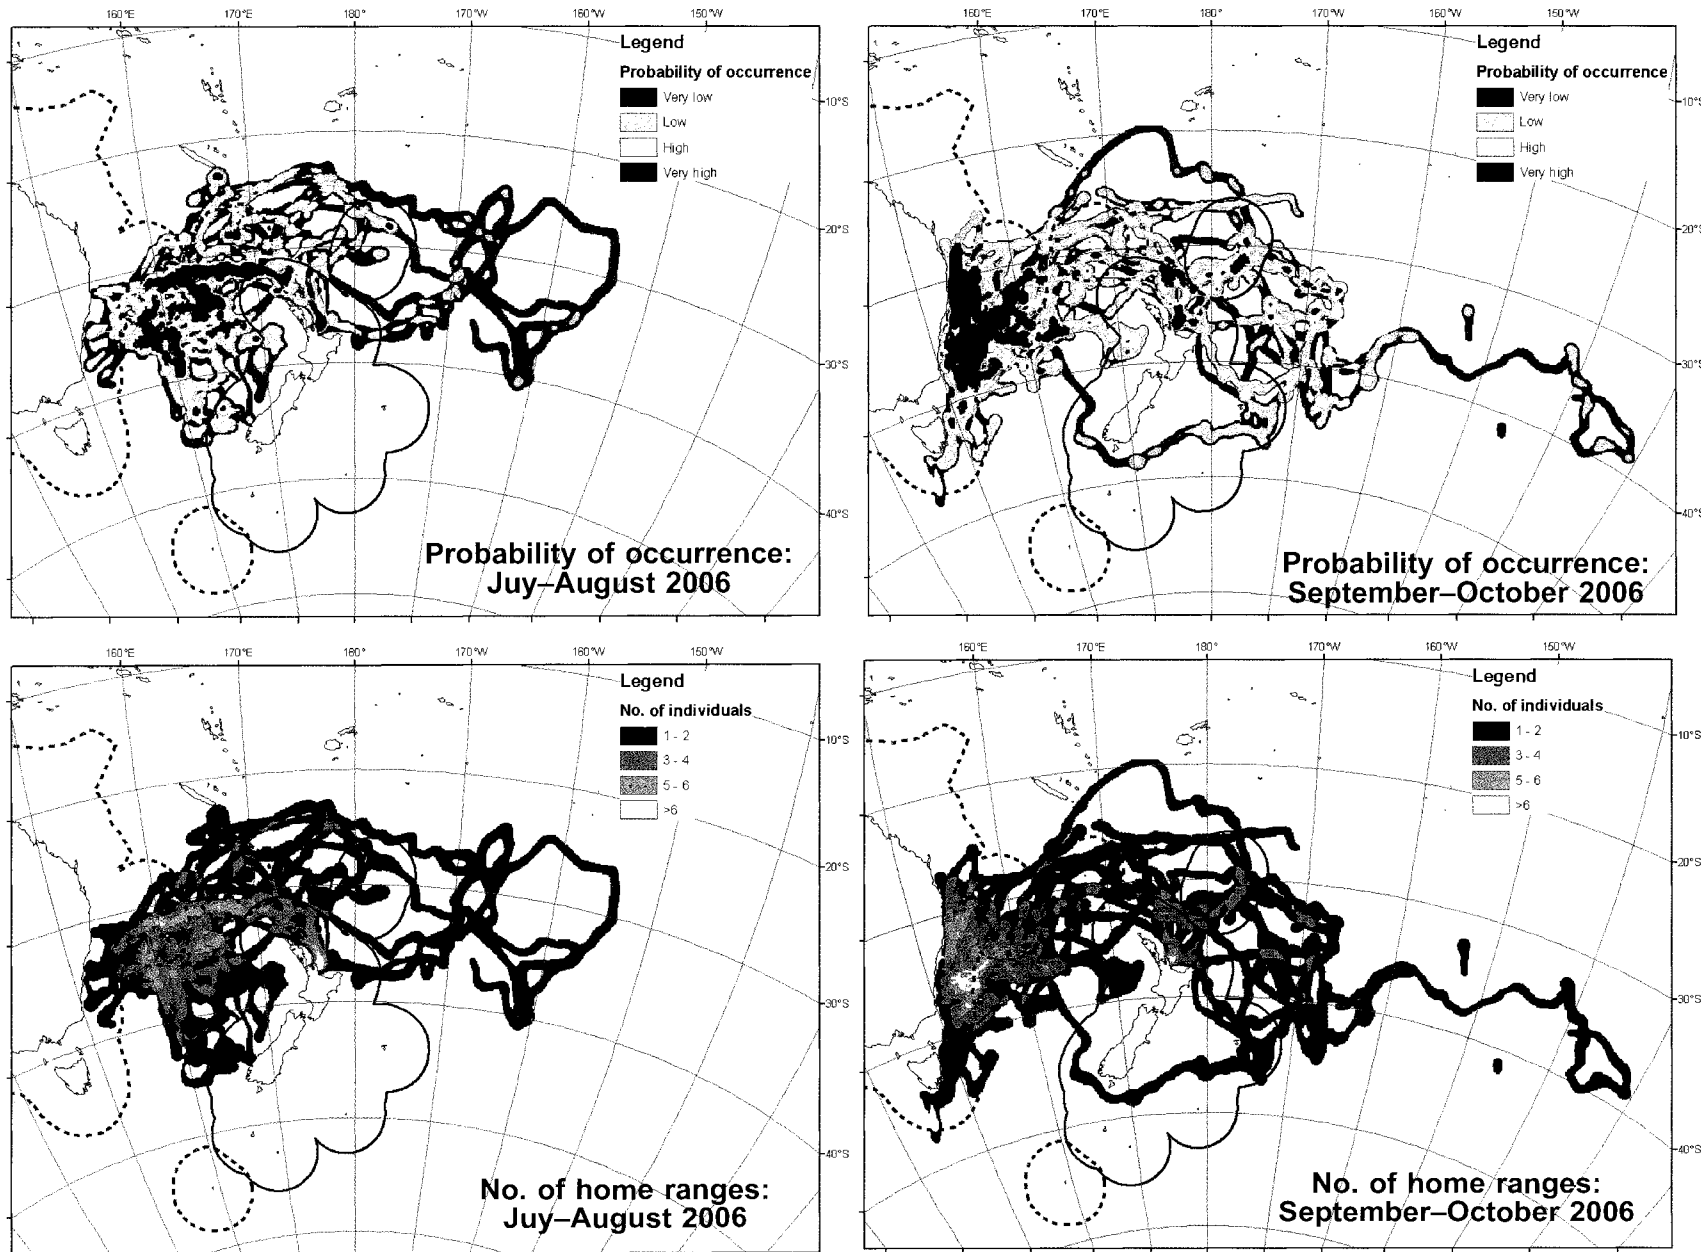 160°E 170°E 180° 170°W 160°W 150°W
Legend
Probability of occurrence
Very low
Low
High
Very high
10°S
20°S
30°S
40°S
Probability of occurrence:
Juy–August 2006
160°E 170°E 180° 170°W 160°W 150°W
Legend
Probability of occurrence
Very low
Low
High
Very high
10°S
20°S
30°S
40°S
Probability of occurrence:
September–October 2006
160°E 170°E 180° 170°W 160°W 150°W
Legend
No. of individuals
1 - 2
3 - 4
5 - 6
>6
10°S
20°S
30°S
40°S
No. of home ranges:
Juy–August 2006
160°E 170°E 180° 170°W 160°W 150°W
Legend
No. of individuals
1 - 2
3 - 4
5 - 6
>6
10°S
20°S
30°S
40°S
No. of home ranges:
September–October 2006